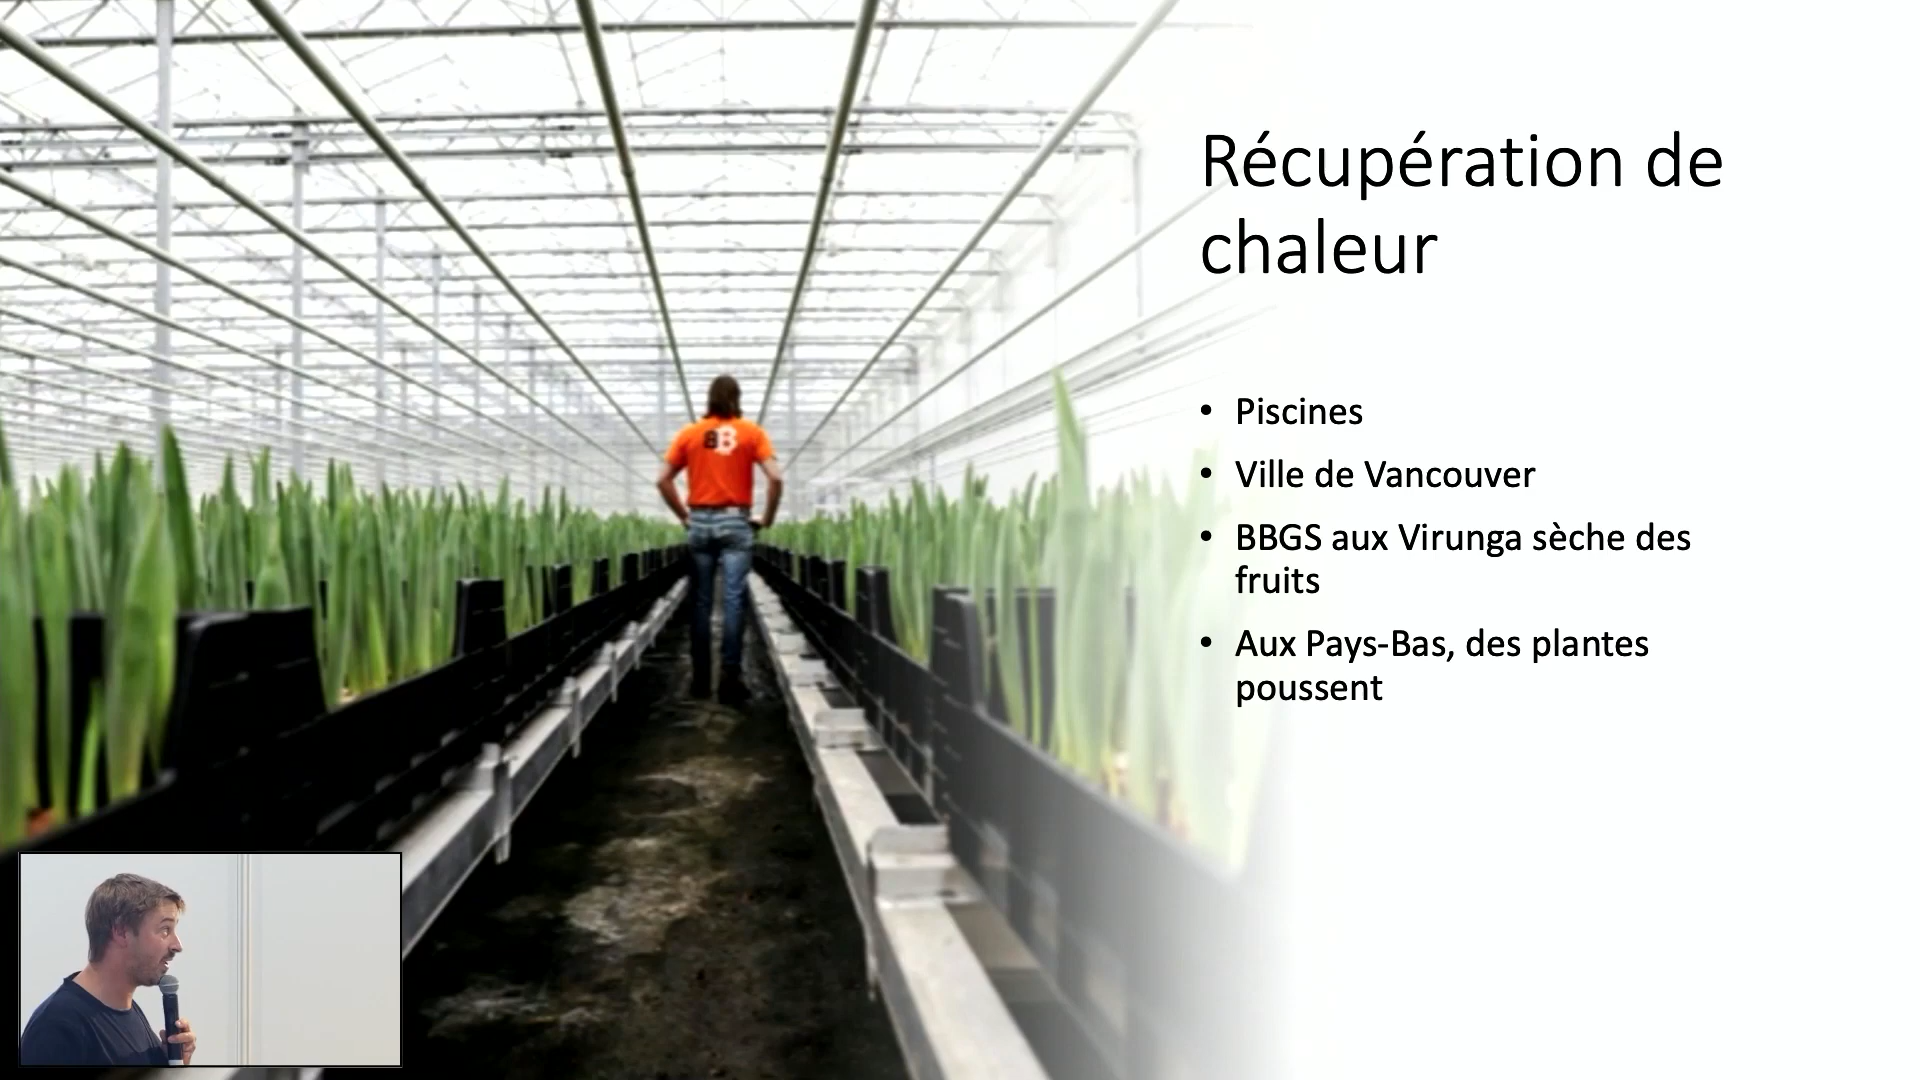 Récupération de
chaleur
• Piscines
• Ville de Vancouver
• BBGS aux Virunga sèche des
fruits
• Aux Pays-Bas, des plantes
poussent